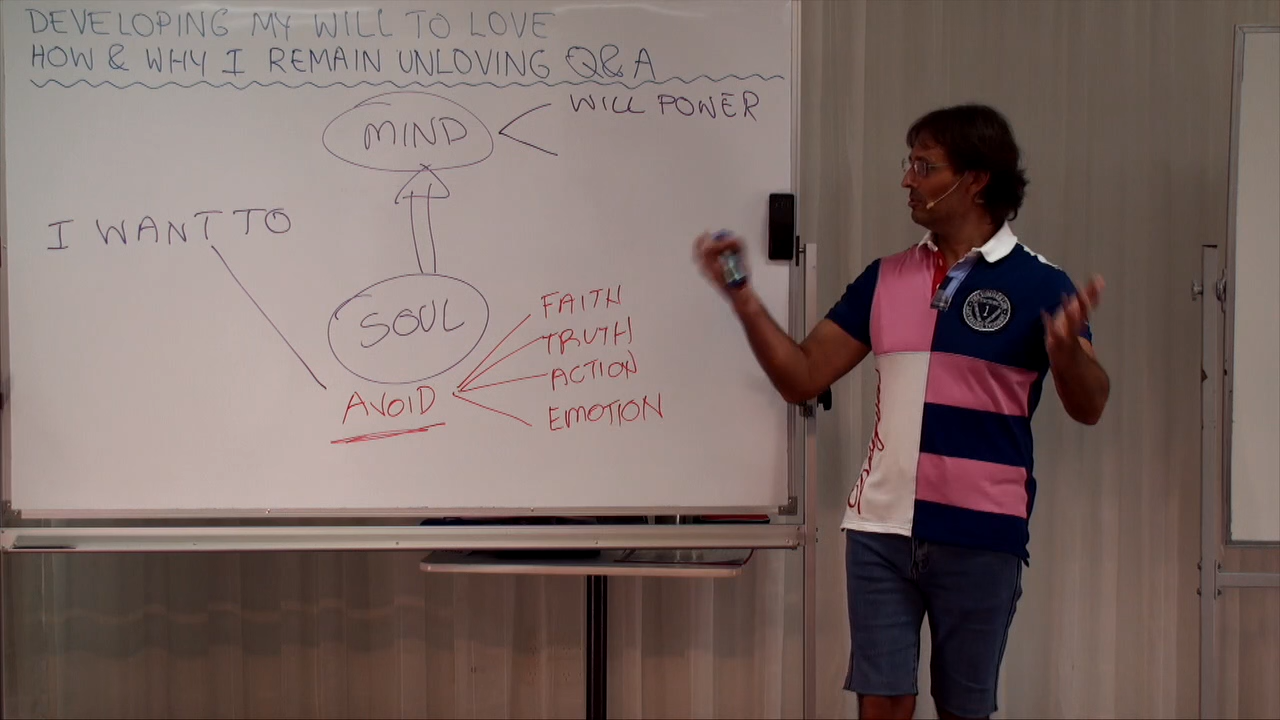 DEVELOPING MY WILL TO LOVE
HOW & WHY I REMAIN UNLOVING Q&A
MIND
WILL POWER
I WANT TO
SOUL
AVOID
FAITH
TRUTH
ACTION
EMOTION
1